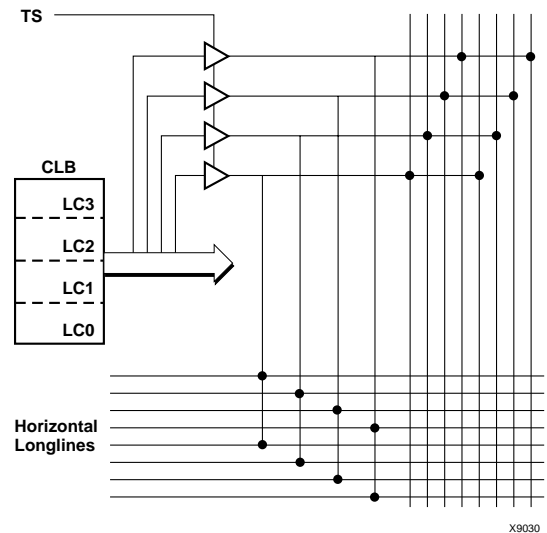 TS
CLB
LC3
LC2
LC1
LC0
Horizontal
Longlines
X9030